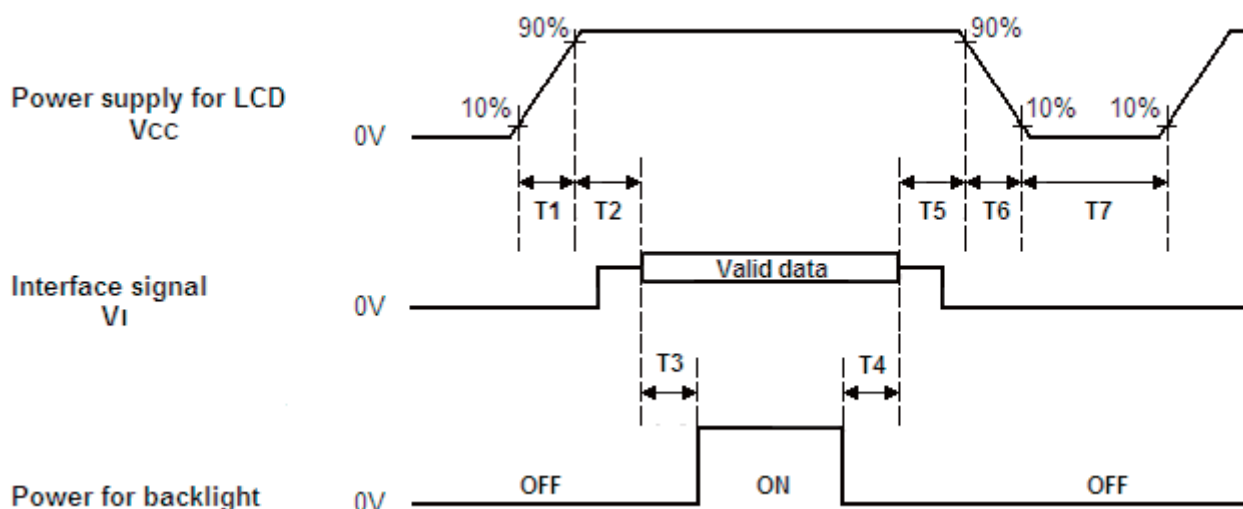 90% 90%
Power supply for LCD
VCC
10% 10% 10%
0V
T1 T2 T5 T6 T7
Valid data
Interface signal
VI
0V
T3 T4
OFF ON OFF
Power for backlight
0V